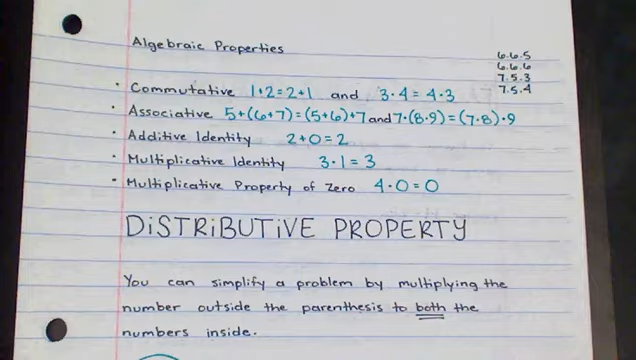 Algebraic Properties
6.6.5
6.6.6
7.5.3
7.5.4
• Commutative 1+2=2+1 and 3·4=4·3
• Associative 5+(6+7)=(5+6)+7 and 7·(8·9)=(7·8)·9
• Additive Identity 2+0=2
• Multiplicative Identity 3·1=3
• Multiplicative Property of Zero 4·0=0
DiSTRiBUTiVE PROPERTY
You can simplify a problem by multiplying the
number outside the parenthesis to both the
numbers inside.